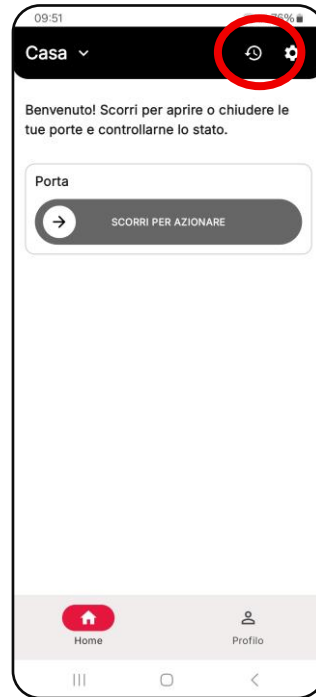 09:51
76%
Casa
Benvenuto! Scorri per aprire o chiudere le
tue porte e controllarne lo stato.
Porta
SCORRI PER AZIONARE
Home
Profilo